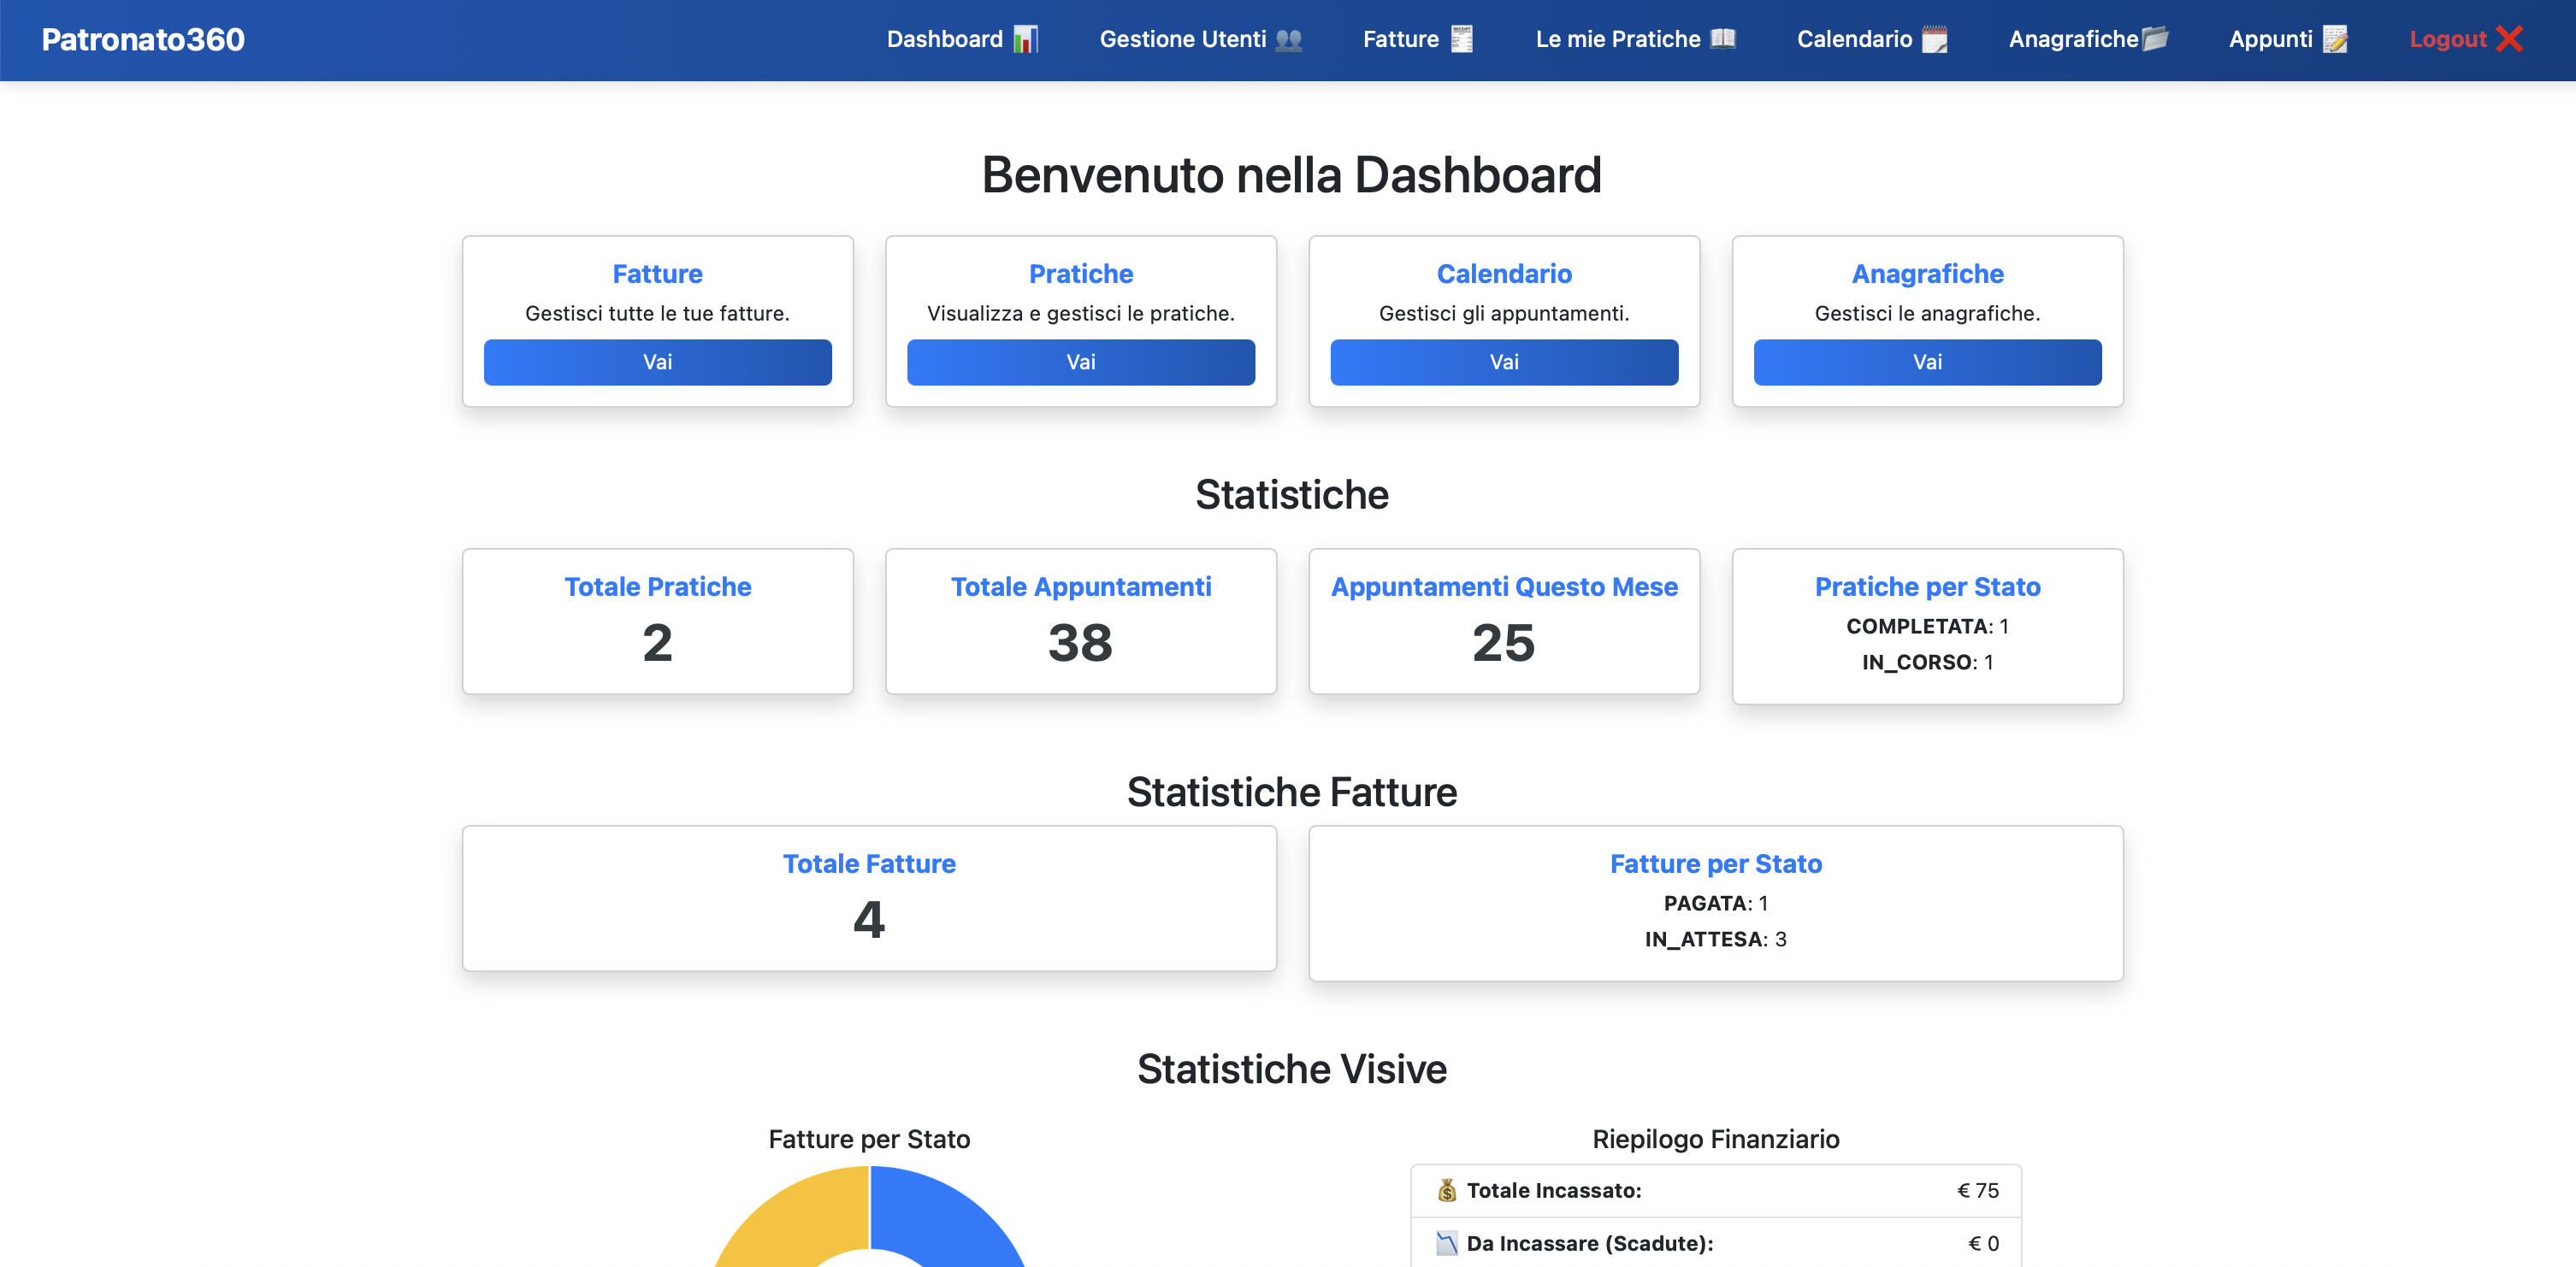 Patronato360
Dashboard 📊 Gestione Utenti 👥 Fatture 🧾 Le mie Pratiche 📖 Calendario 🗓️ Anagrafiche📂 Appunti 📝 Logout ❌
Benvenuto nella Dashboard
Fatture
Gestisci tutte le tue fatture.
Vai
Pratiche
Visualizza e gestisci le pratiche.
Vai
Calendario
Gestisci gli appuntamenti.
Vai
Anagrafiche
Gestisci le anagrafiche.
Vai
Statistiche
Totale Pratiche
2
Totale Appuntamenti
38
Appuntamenti Questo Mese
25
Pratiche per Stato
COMPLETATA: 1
IN_CORSO: 1
Statistiche Fatture
Totale Fatture
4
Fatture per Stato
PAGATA: 1
IN_ATTESA: 3
Statistiche Visive
Fatture per Stato
Riepilogo Finanziario
💰 Totale Incassato: € 75
📉 Da Incassare (Scadute): € 0